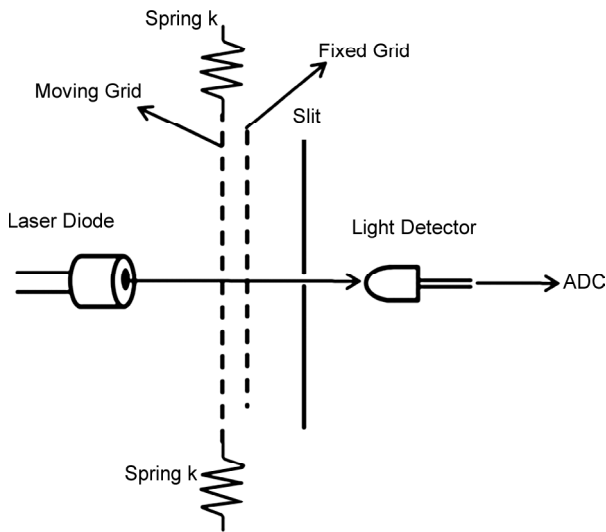 Spring k
Fixed Grid
Moving Grid
Slit
Laser Diode
Light Detector
ADC
Spring k